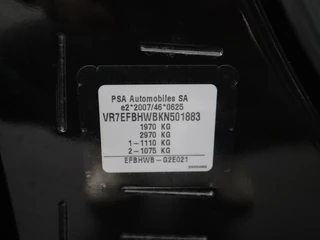 PSA Automobiles SA
e2*2007/46*0625
VR7EFBHWBKN501883
1970 KG
2970 KG
1-1110 KG
2-1075 KG
EFBHWB-G2E021